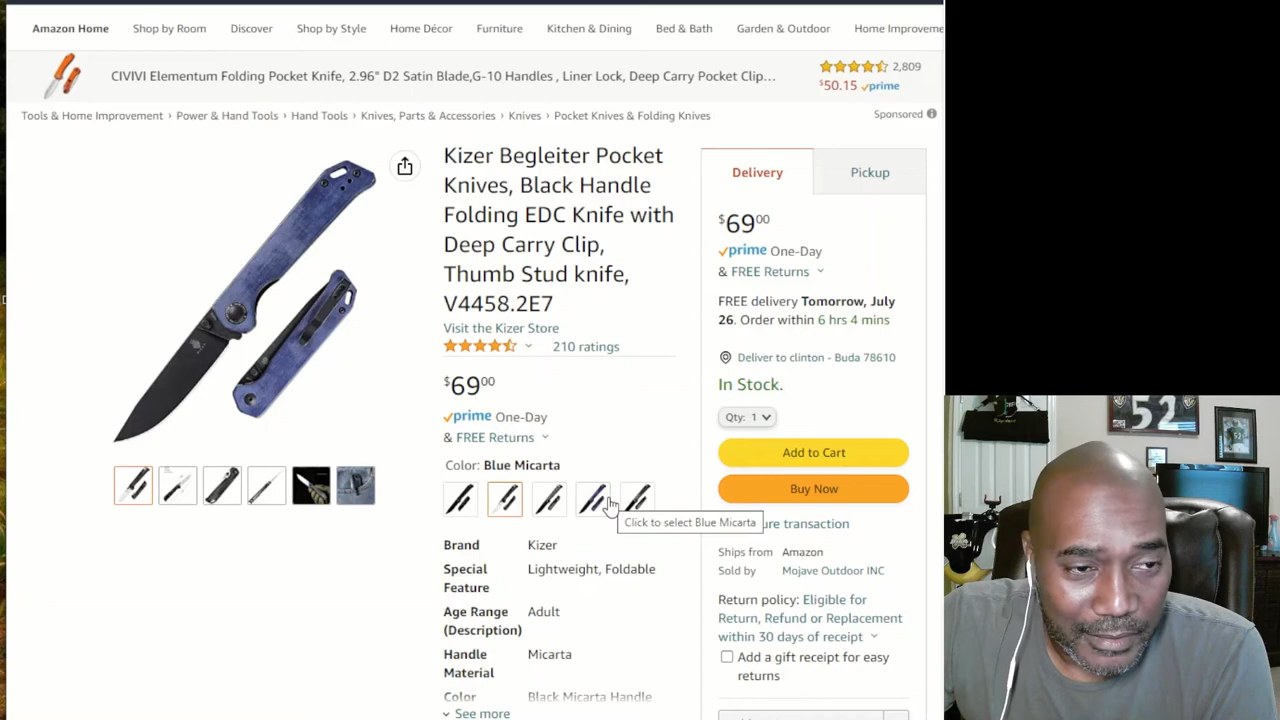 Amazon Home Shop by Room Discover Shop by Style Home Décor Furniture Kitchen & Dining Bed & Bath Garden & Outdoor Home Improveme
CIVIVI Elementum Folding Pocket Knife, 2.96" D2 Satin Blade,G-10 Handles , Liner Lock, Deep Carry Pocket Clip…
2,809
$50.15 prime
Tools & Home Improvement › Power & Hand Tools › Hand Tools › Knives, Parts & Accessories › Knives › Pocket Knives & Folding Knives
Sponsored
Kizer Begleiter Pocket
Knives, Black Handle
Folding EDC Knife with
Deep Carry Clip,
Thumb Stud knife,
V4458.2E7
Visit the Kizer Store
210 ratings
$69 00
prime One-Day
& FREE Returns
Color: Blue Micarta
Click to select Blue Micarta
Brand Kizer
Special Feature Lightweight, Foldable
Age Range (Description) Adult
Handle Material Micarta
Color Black Micarta Handle
See more
Delivery Pickup
$69 00
prime One-Day
& FREE Returns
FREE delivery Tomorrow, July
26. Order within 6 hrs 4 mins
Deliver to clinton - Buda 78610
In Stock.
Qty: 1
Add to Cart
Buy Now
ure transaction
Ships from Amazon
Sold by Mojave Outdoor INC
Return policy: Eligible for
Return, Refund or Replacement
within 30 days of receipt
Add a gift receipt for easy
returns
52